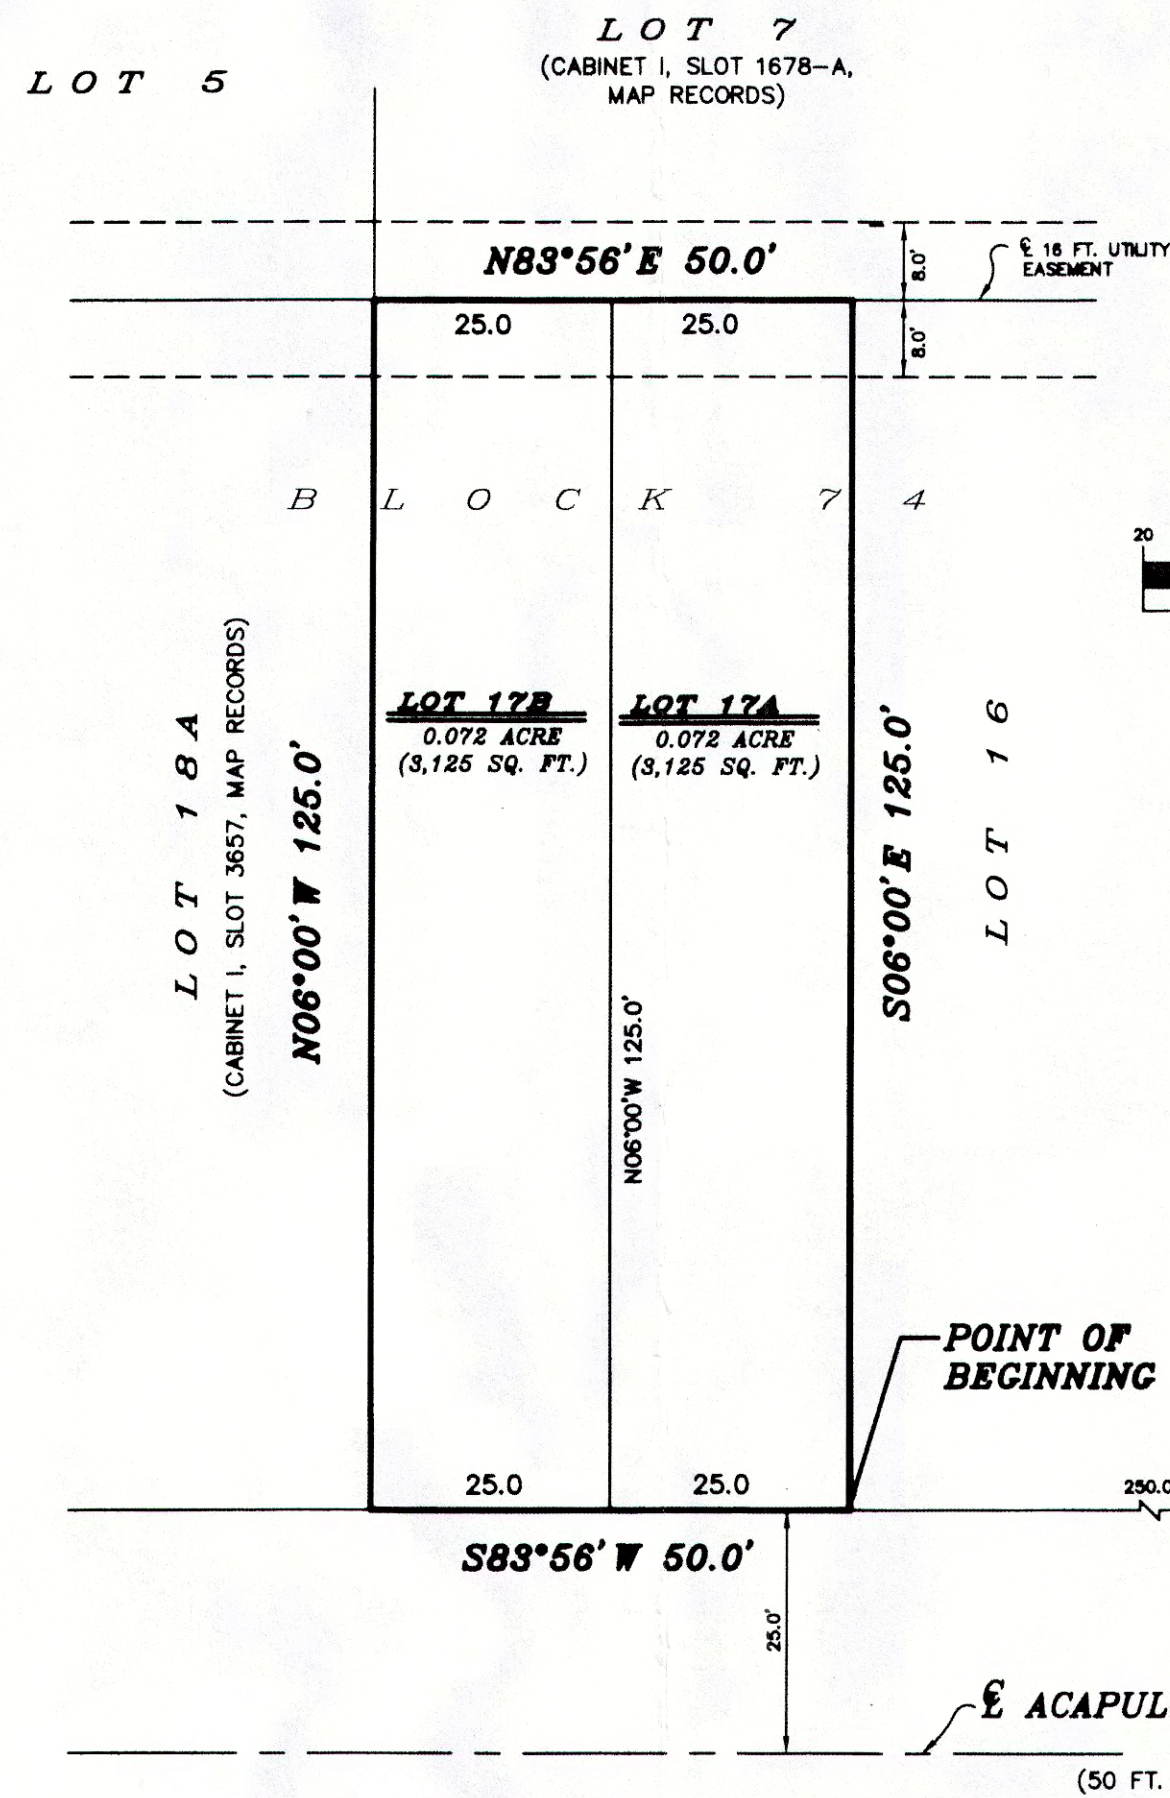 LOT 7
(CABINET I, SLOT 1678-A,
MAP RECORDS)
LOT 5
N83°56'E 50.0'
8.0'
℄ 16 FT. UTILITY
EASEMENT
25.0
25.0
8.0'
BLOCK 74
20
LOT 17B
0.072 ACRE
(3,125 SQ. FT.)
LOT 17A
0.072 ACRE
(3,125 SQ. FT.)
LOT 18A
(CABINET I, SLOT 3657, MAP RECORDS)
N06°00'W 125.0'
N06°00'W 125.0'
S06°00'E 125.0'
LOT 16
POINT OF
BEGINNING
25.0
25.0
250.0
S83°56'W 50.0'
25.0'
℄ ACAPUL
(50 FT.